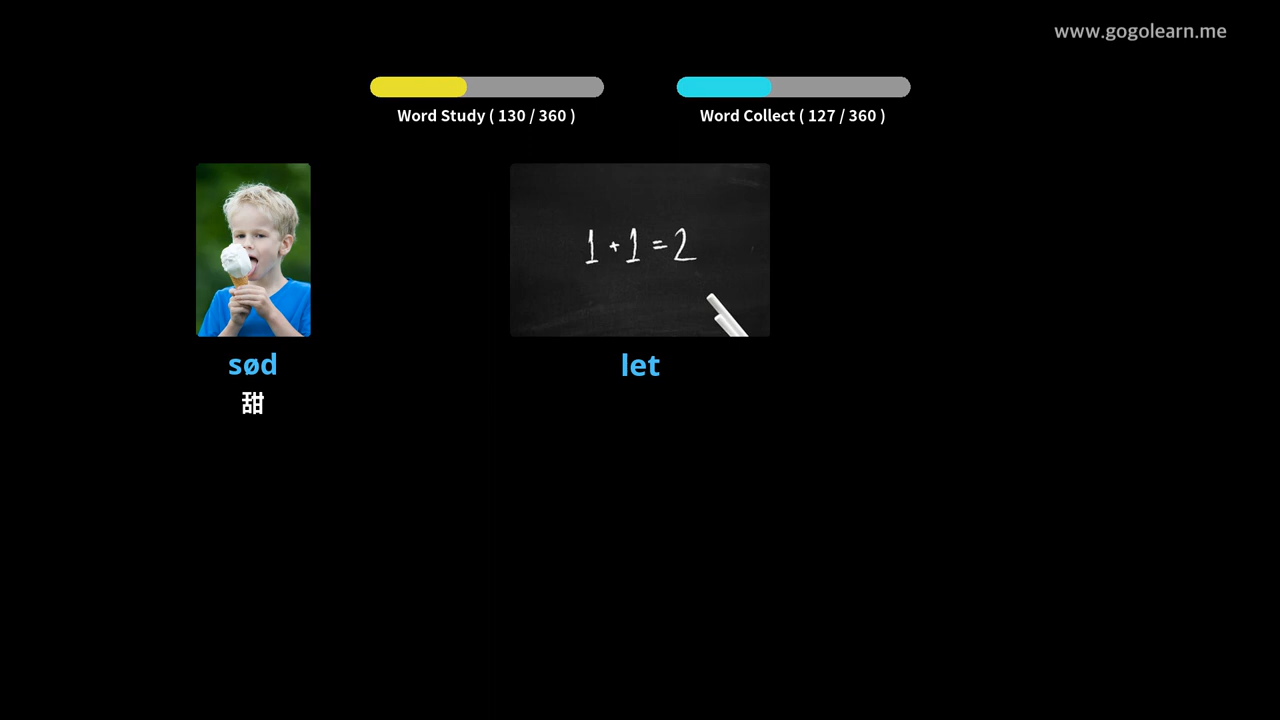 www.gogolearn.me
Word Study ( 130 / 360 )
Word Collect ( 127 / 360 )
1 + 1 = 2
sød
let
甜